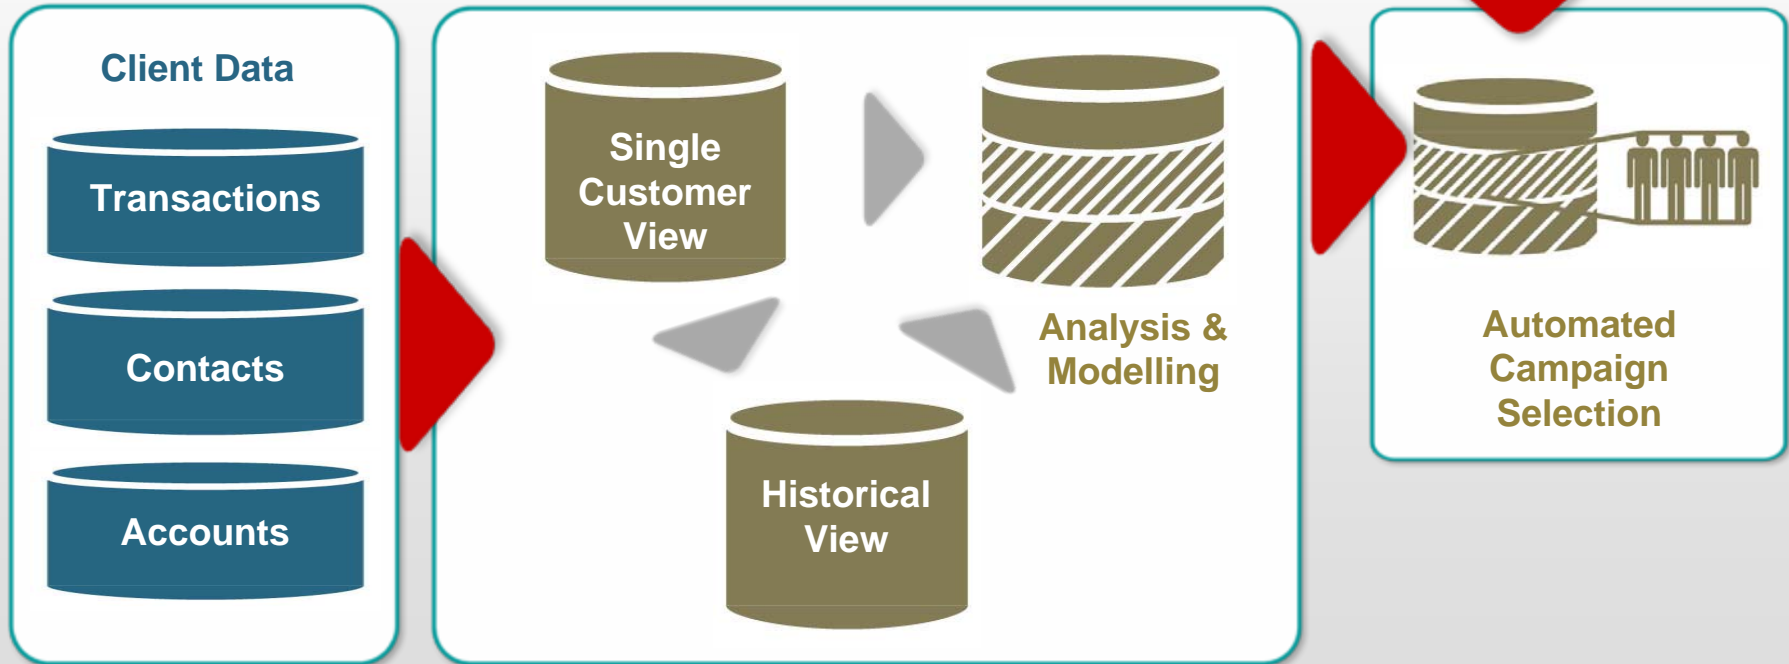 Client Data
Transactions
Contacts
Accounts
Single
Customer
View
Analysis &
Modelling
Historical
View
Automated
Campaign
Selection